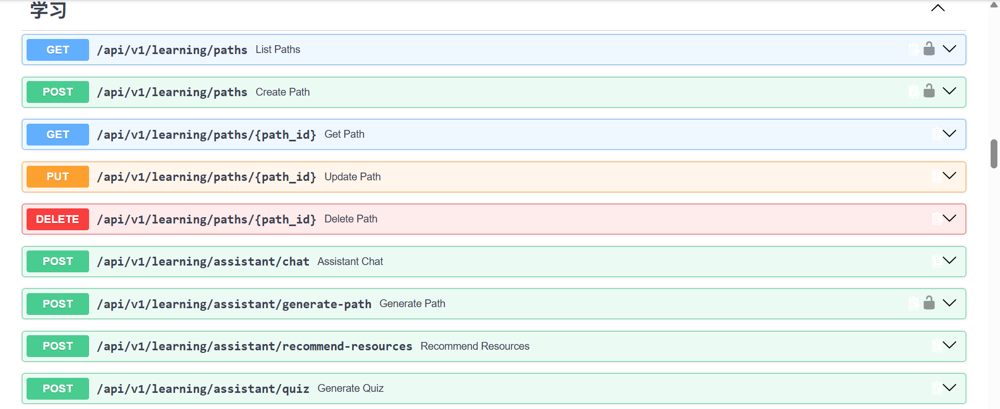 学习
GET /api/v1/learning/paths List Paths
POST /api/v1/learning/paths Create Path
GET /api/v1/learning/paths/{path_id} Get Path
PUT /api/v1/learning/paths/{path_id} Update Path
DELETE /api/v1/learning/paths/{path_id} Delete Path
POST /api/v1/learning/assistant/chat Assistant Chat
POST /api/v1/learning/assistant/generate-path Generate Path
POST /api/v1/learning/assistant/recommend-resources Recommend Resources
POST /api/v1/learning/assistant/quiz Generate Quiz